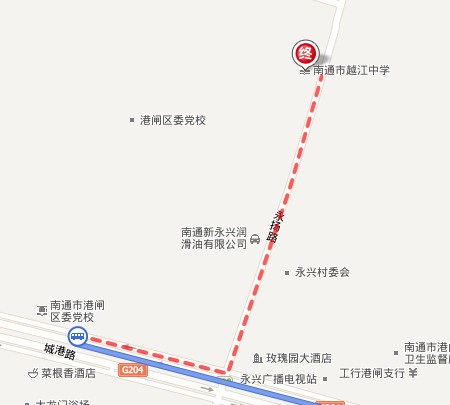 终
南通市越江中学
港闸区委党校
永扬路
南通新永兴润
滑油有限公司
永兴村委会
南通市港闸
区委党校
城港路
玫瑰园大酒店
南通市港
卫生监督
菜根香酒店
G204
永兴广播电视站
工行港闸支行